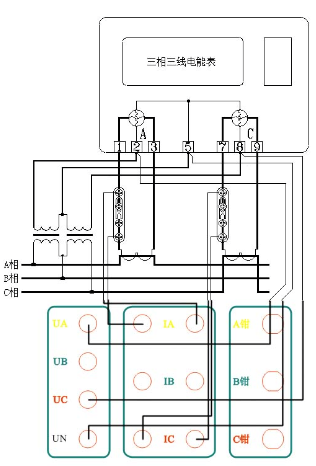 三相三线电能表
A C
1 2 3 5 7 8 9
A相
B相
C相
UA IA A钳
UB IB B钳
UC UN IC C钳